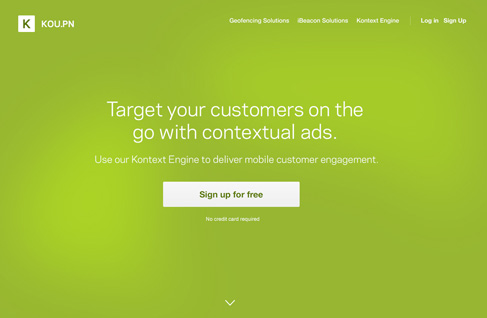 K KOU.PN
Geofencing Solutions iBeacon Solutions Kontext Engine Log in Sign Up
Target your customers on the
go with contextual ads.
Use our Kontext Engine to deliver mobile customer engagement.
Sign up for free
No credit card required